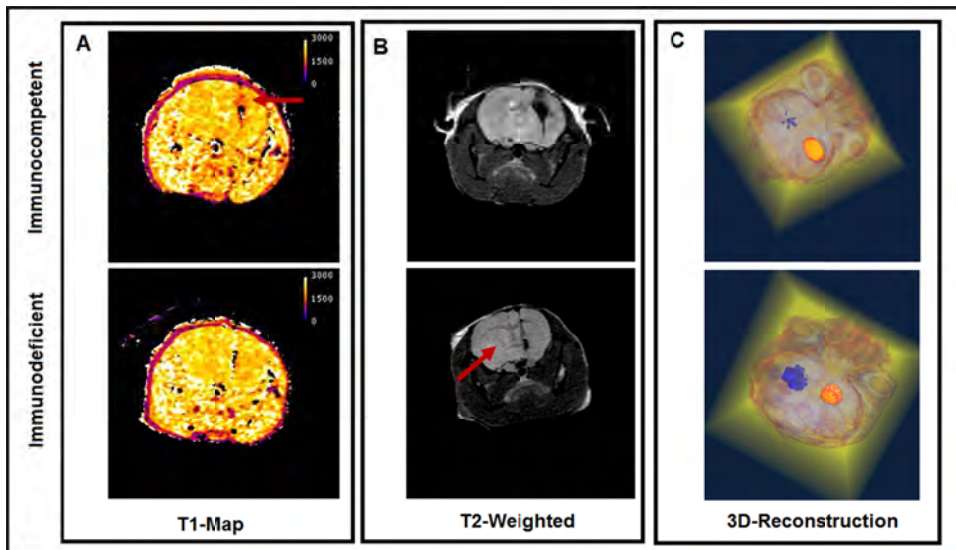 Immunocompetent
Immunodeficient
A
3000
1500
0
3000
1500
0
T1-Map
B
T2-Weighted
C
3D-Reconstruction